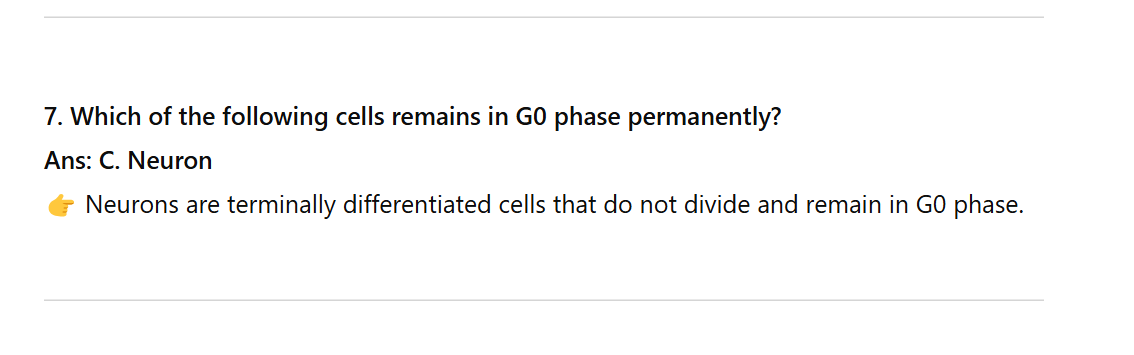 7. Which of the following cells remains in G0 phase permanently?
Ans: C. Neuron
👉 Neurons are terminally differentiated cells that do not divide and remain in G0 phase.